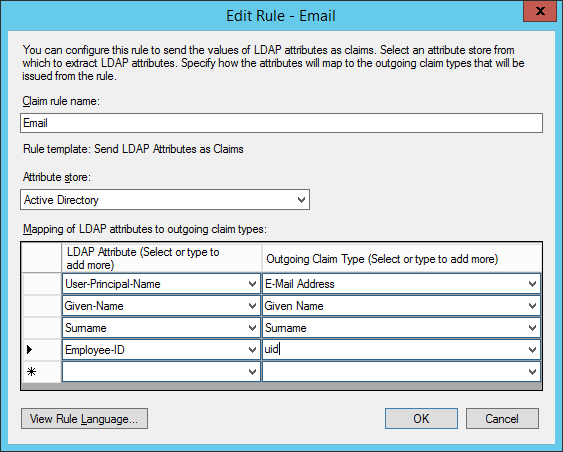 Edit Rule - Email
x
You can configure this rule to send the values of LDAP attributes as claims. Select an attribute store from
which to extract LDAP attributes. Specify how the attributes will map to the outgoing claim types that will be
issued from the rule.
Claim rule name:
Email
Rule template: Send LDAP Attributes as Claims
Attribute store:
Active Directory
Mapping of LDAP attributes to outgoing claim types:
LDAP Attribute (Select or type to
add more)
Outgoing Claim Type (Select or type to add more)
User-Principal-Name E-Mail Address
Given-Name Given Name
Surname Surname
Employee-ID uid
View Rule Language... OK Cancel